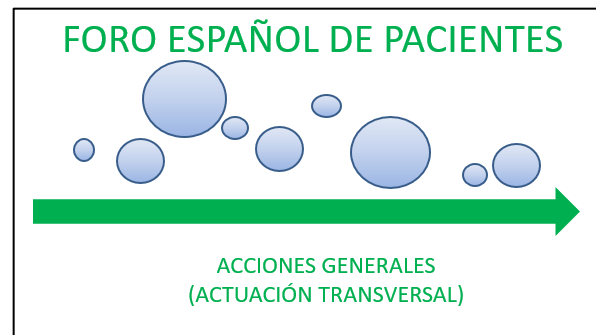 FORO ESPAÑOL DE PACIENTES
ACCIONES GENERALES
(ACTUACIÓN TRANSVERSAL)